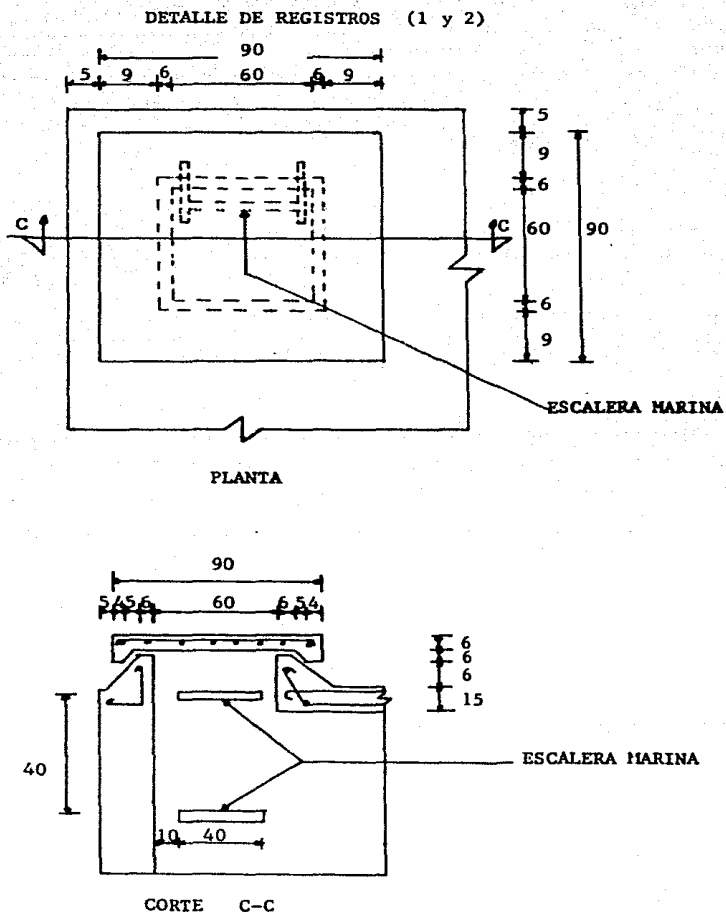 DETALLE DE REGISTROS (1 y 2)
90
5 9 6 60 6 9
5
9
6
C C 60 90
6
9
ESCALERA MARINA
PLANTA
90
5 4 5 6 60 6 5 4
6
6
6
15
40
ESCALERA MARINA
10 40
CORTE C-C